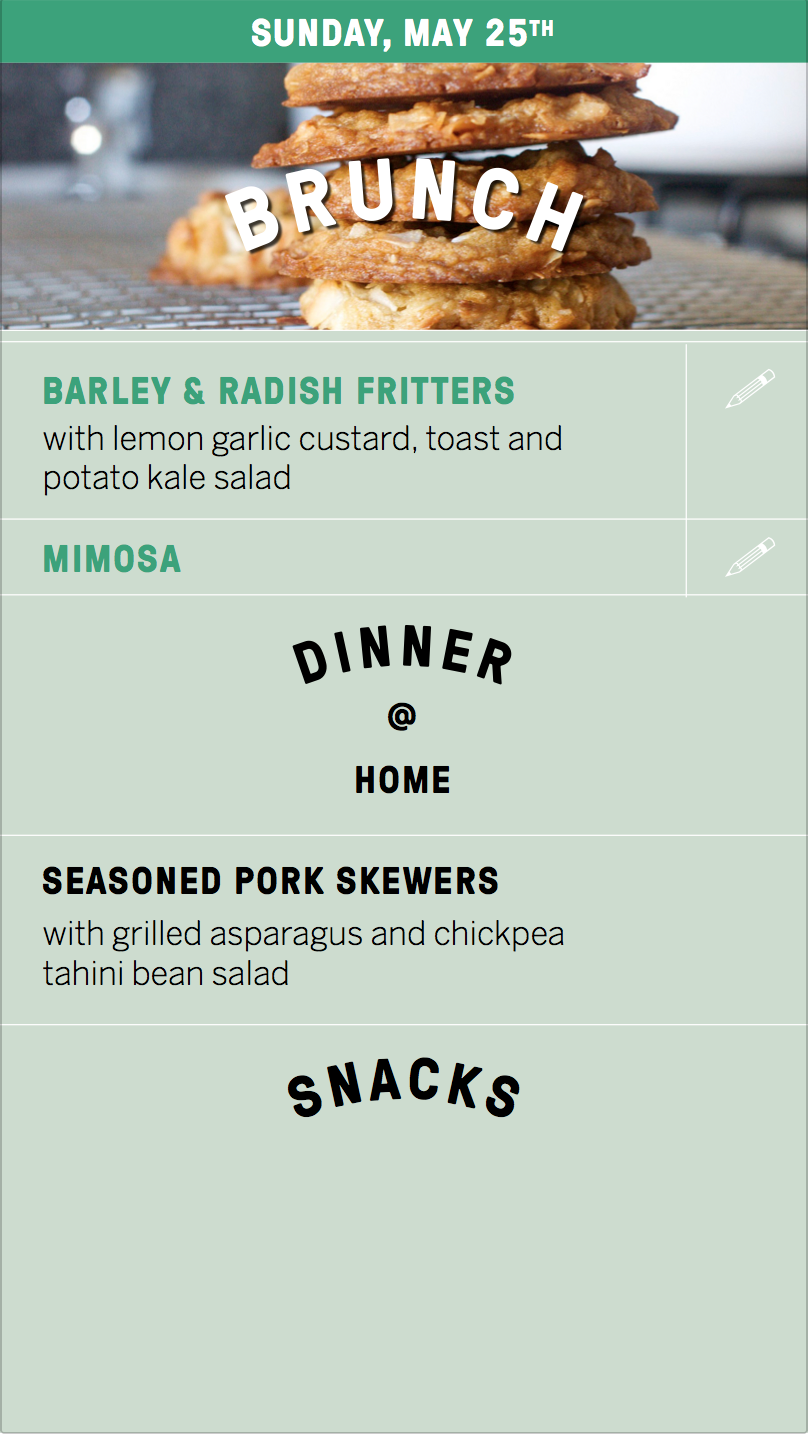 SUNDAY, MAY 25TH
BRUNCH
BARLEY & RADISH FRITTERS
with lemon garlic custard, toast and
potato kale salad
MIMOSA
DINNER
@
HOME
SEASONED PORK SKEWERS
with grilled asparagus and chickpea
tahini bean salad
SNACKS